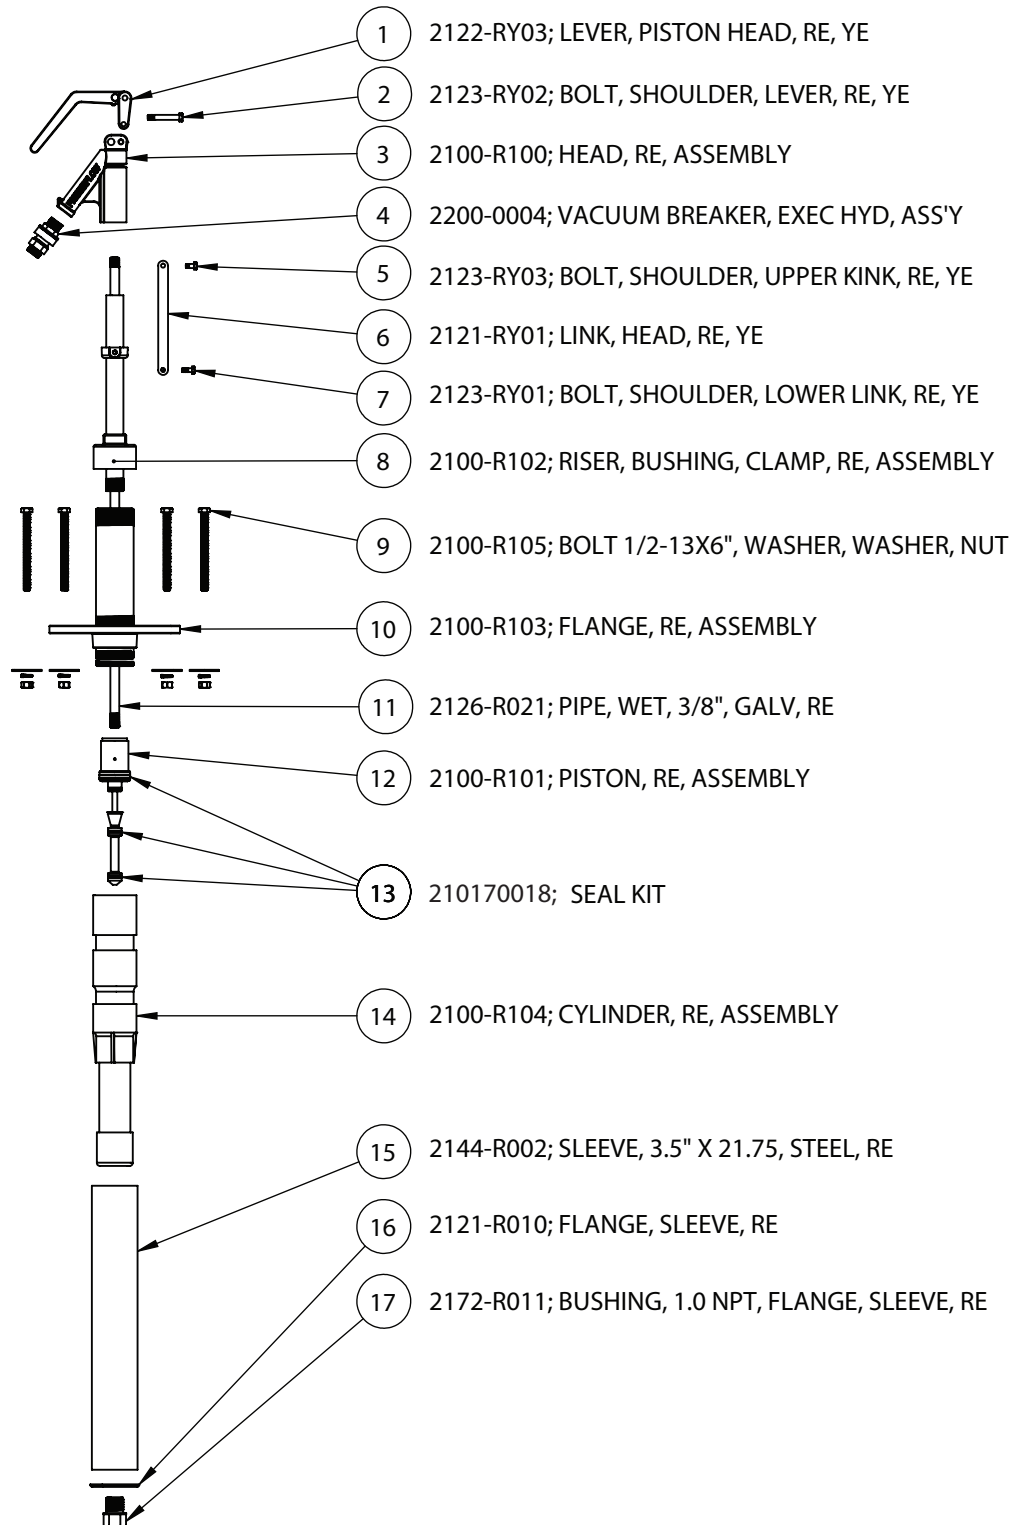 1 2122-RY03; LEVER, PISTON HEAD, RE, YE
2 2123-RY02; BOLT, SHOULDER, LEVER, RE, YE
3 2100-R100; HEAD, RE, ASSEMBLY
4 2200-0004; VACUUM BREAKER, EXEC HYD, ASS'Y
5 2123-RY03; BOLT, SHOULDER, UPPER KINK, RE, YE
6 2121-RY01; LINK, HEAD, RE, YE
7 2123-RY01; BOLT, SHOULDER, LOWER LINK, RE, YE
8 2100-R102; RISER, BUSHING, CLAMP, RE, ASSEMBLY
9 2100-R105; BOLT 1/2-13X6", WASHER, WASHER, NUT
10 2100-R103; FLANGE, RE, ASSEMBLY
11 2126-R021; PIPE, WET, 3/8", GALV, RE
12 2100-R101; PISTON, RE, ASSEMBLY
13 210170018; SEAL KIT
14 2100-R104; CYLINDER, RE, ASSEMBLY
15 2144-R002; SLEEVE, 3.5" X 21.75, STEEL, RE
16 2121-R010; FLANGE, SLEEVE, RE
17 2172-R011; BUSHING, 1.0 NPT, FLANGE, SLEEVE, RE